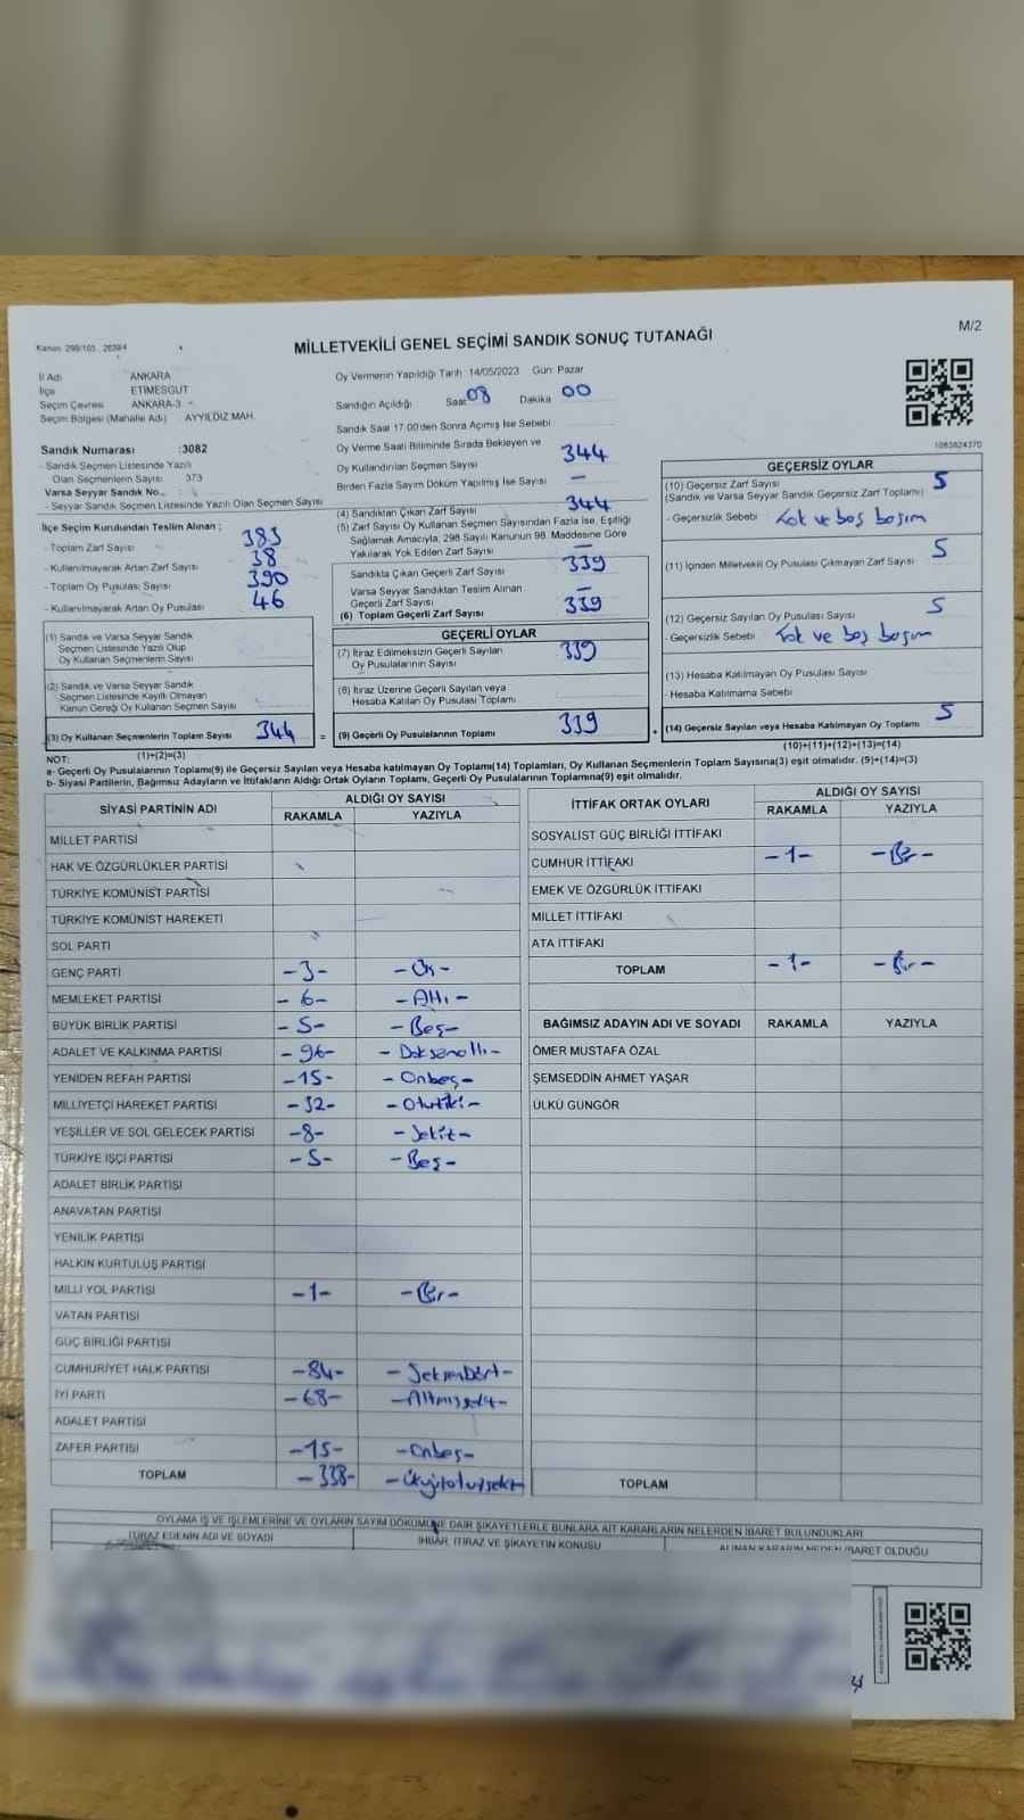 M/2
Kanun 298/105
MİLLETVEKİLİ GENEL SEÇİMİ SANDIK SONUÇ TUTANAĞI
İl Adı ANKARA
İlçe ETİMESGUT
Seçim Çevresi ANKARA-3
Seçim Bölgesi (Mahalle Adı) AYYILDIZ MAH.
Sandık Numarası :3082
- Sandık Seçmen Listesinde Yazılı
Olan Seçmenlerin Sayısı 373
Varsa Seyyar Sandık No..
- Seyyar Sandık Seçmen Listesinde Yazılı Olan Seçmen Sayısı
İlçe Seçim Kurulundan Teslim Alınan ;
- Toplam Zarf Sayısı 383
- Kullanılmayarak Artan Zarf Sayısı 38
- Toplam Oy Pusulası Sayısı 390
- Kullanılmayarak Artan Oy Pusulası 46
(1) Sandık ve Varsa Seyyar Sandık
Seçmen Listesinde Yazılı Olup
Oy Kullanan Seçmenlerin Sayısı
(2) Sandık ve Varsa Seyyar Sandık
Seçmen Listesinde Kayıtlı Olmayan
Kanun Gereği Oy Kullanan Seçmen Sayısı
(3) Oy Kullanan Seçmenlerin Toplam Sayısı 344 =
(1)+(2)=(3)
Oy Vermenin Yapıldığı Tarih 14/05/2023 Gün: Pazar
Sandığın Açıldığı Saat 08 Dakika 00
Sandık Saat 17.00'den Sonra Açılmış İse Sebebi
Oy Verme Saati Bitiminde Sırada Bekleyen ve
Oy Kullandırılan Seçmen Sayısı 344
Birden Fazla Sayım Döküm Yapılmış İse Sayısı -
(4) Sandıktan Çıkan Zarf Sayısı 344
(5) Zarf Sayısı Oy Kullanan Seçmen Sayısından Fazla İse, Eşitliği
Sağlamak Amacıyla, 298 Sayılı Kanunun 98. Maddesine Göre
Yakılarak Yok Edilen Zarf Sayısı -
Sandıkta Çıkan Geçerli Zarf Sayısı 339
Varsa Seyyar Sandıktan Teslim Alınan
Geçerli Zarf Sayısı -
(6) Toplam Geçerli Zarf Sayısı 339
GEÇERLİ OYLAR
(7) İtiraz Edilmeksizin Geçerli Sayılan
Oy Pusulalarının Sayısı 339
(8) İtiraz Üzerine Geçerli Sayılan veya
Hesaba Katılan Oy Pusulası Toplamı
(9) Geçerli Oy Pusulalarının Toplamı 339
1083824370
GEÇERSİZ OYLAR
(10) Geçersiz Zarf Sayısı 5
(Sandık ve Varsa Seyyar Sandık Geçersiz Zarf Toplamı)
- Geçersizlik Sebebi
(11) İçinden Milletvekili Oy Pusulası Çıkmayan Zarf Sayısı 5
(12) Geçersiz Sayılan Oy Pusulası Sayısı 5
- Geçersizlik Sebebi
(13) Hesaba Katılmayan Oy Pusulası Sayısı
- Hesaba Katılmama Sebebi
(14) Geçersiz Sayılan veya Hesaba Katılmayan Oy Toplamı 5
(10)+(11)+(12)+(13)=(14)
NOT:
a- Geçerli Oy Pusulalarının Toplamı(9) ile Geçersiz Sayılan veya Hesaba katılmayan Oy Toplamı(14) Toplamları, Oy Kullanan Seçmenlerin Toplam Sayısına(3) eşit olmalıdır. (9)+(14)=(3)
b- Siyasi Partilerin, Bağımsız Adayların ve İttifakların Aldığı Ortak Oyların Toplamı, Geçerli Oy Pusulalarının Toplamına(9) eşit olmalıdır.
SİYASİ PARTİNİN ADI ALDIĞI OY SAYISI
RAKAMLA YAZIYLA
MİLLET PARTİSİ
HAK VE ÖZGÜRLÜKLER PARTİSİ
TÜRKİYE KOMÜNİST PARTİSİ
TÜRKİYE KOMÜNİST HAREKETİ
SOL PARTİ
GENÇ PARTİ -3- -Üç-
MEMLEKET PARTİSİ -6- -Altı-
BÜYÜK BİRLİK PARTİSİ -5- -Beş-
ADALET VE KALKINMA PARTİSİ -96- -Doksanaltı-
YENİDEN REFAH PARTİSİ -15- -Onbeş-
MİLLİYETÇİ HAREKET PARTİSİ -32- -Otuziki-
YEŞİLLER VE SOL GELECEK PARTİSİ -8- -Sekiz-
TÜRKİYE İŞÇİ PARTİSİ -5- -Beş-
ADALET BİRLİK PARTİSİ
ANAVATAN PARTİSİ
YENİLİK PARTİSİ
HALKIN KURTULUŞ PARTİSİ
MİLLİ YOL PARTİSİ -1- -Bir-
VATAN PARTİSİ
GÜÇ BİRLİĞİ PARTİSİ
CUMHURİYET HALK PARTİSİ -84- -Seksendört-
İYİ PARTİ -68- -Altmışsekiz-
ADALET PARTİSİ
ZAFER PARTİSİ -15- -Onbeş-
TOPLAM -338- -Üçyüzotuzsekiz
İTTİFAK ORTAK OYLARI ALDIĞI OY SAYISI
RAKAMLA YAZIYLA
SOSYALİST GÜÇ BİRLİĞİ İTTİFAKI
CUMHUR İTTİFAKI -1- -Bir-
EMEK VE ÖZGÜRLÜK İTTİFAKI
MİLLET İTTİFAKI
ATA İTTİFAKI
TOPLAM -1- -Bir-
BAĞIMSIZ ADAYIN ADI VE SOYADI RAKAMLA YAZIYLA
ÖMER MUSTAFA ÖZAL
ŞEMSEDDİN AHMET YAŞAR
ÜLKÜ GÜNGÖR
TOPLAM
OYLAMA İŞ VE İŞLEMLERİNE VE OYLARIN SAYIM DÖKÜMÜNE DAİR ŞİKAYETLERLE BUNLARA AİT KARARLARIN NELERDEN İBARET BULUNDUKLARI
İTİRAZ EDENİN ADI VE SOYADI İHBAR, İTİRAZ VE ŞİKAYETİN KONUSU ALINAN KARARIN NEDEN İBARET OLDUĞU